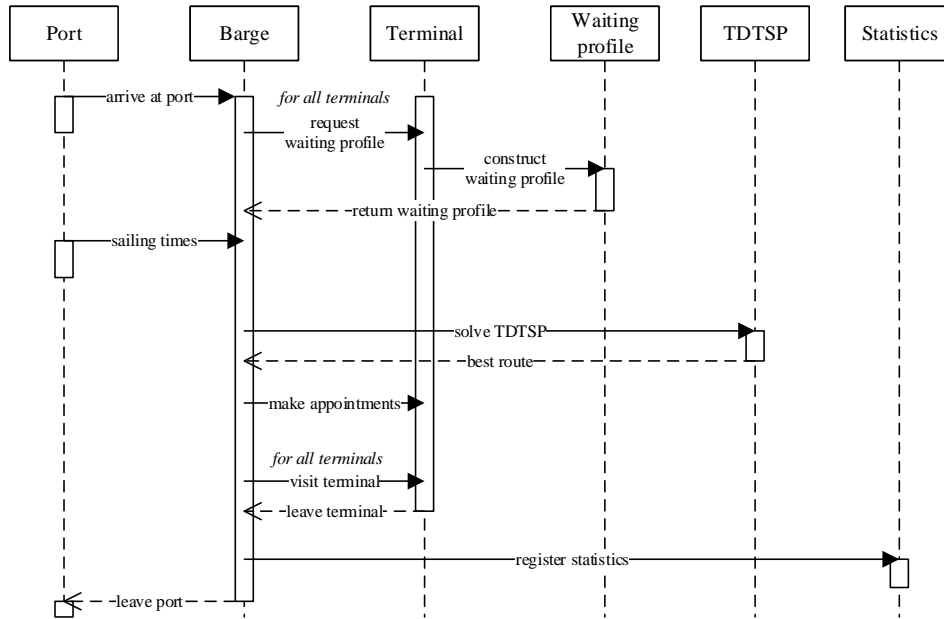 Port
Barge
Terminal
Waiting
profile
TDTSP
Statistics
arrive at port
for all terminals
request
waiting profile
construct
waiting profile
return waiting profile
sailing times
solve TDTSP
best route
make appointments
for all terminals
visit terminal
leave terminal
register statistics
leave port